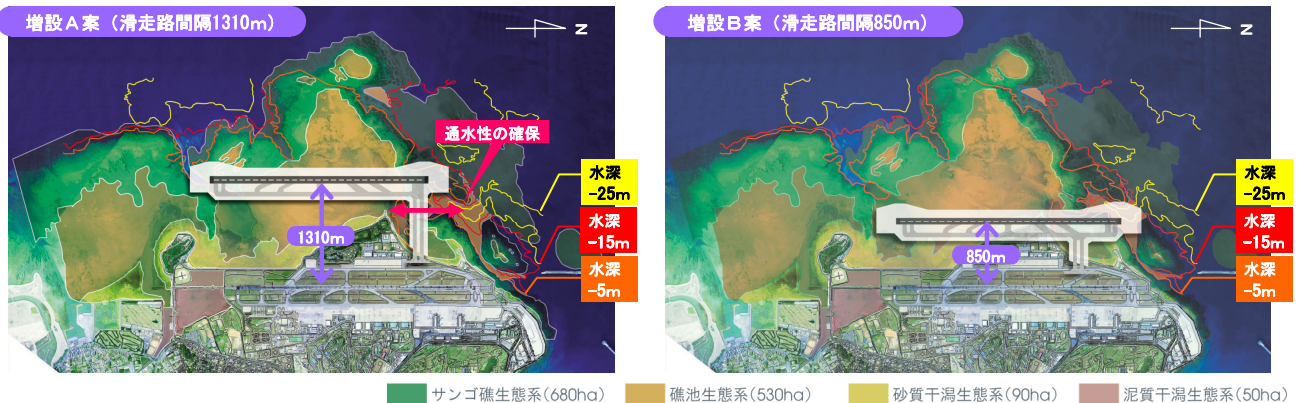 増設A案（滑走路間隔1310m）
N
通水性の確保
1310m
水深
-25m
水深
-15m
水深
-5m
増設B案（滑走路間隔850m）
N
850m
水深
-25m
水深
-15m
水深
-5m
サンゴ礁生態系(680ha)
礁池生態系(530ha)
砂質干潟生態系(90ha)
泥質干潟生態系(50ha)